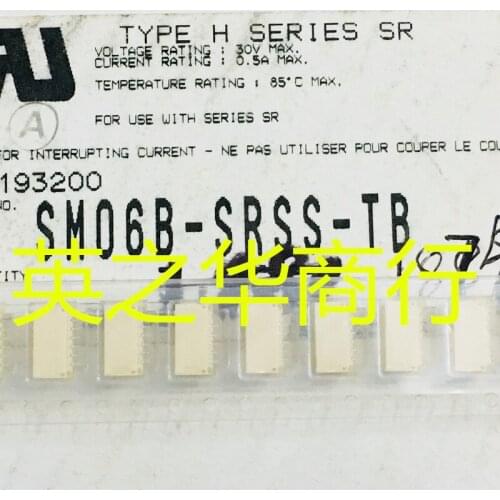 TYPE H SERIES SR
VOLTAGE RATING : 30V MAX.
CURRENT RATING : 0.5A MAX.
TEMPERATURE RATING : 85°C MAX.
A
FOR USE WITH SERIES SR
FOR INTERRUPTING CURRENT - NE PAS UTILISER POUR COUPER LE COU
193200
NO. SM06B-SRSS-TB
英之华商行